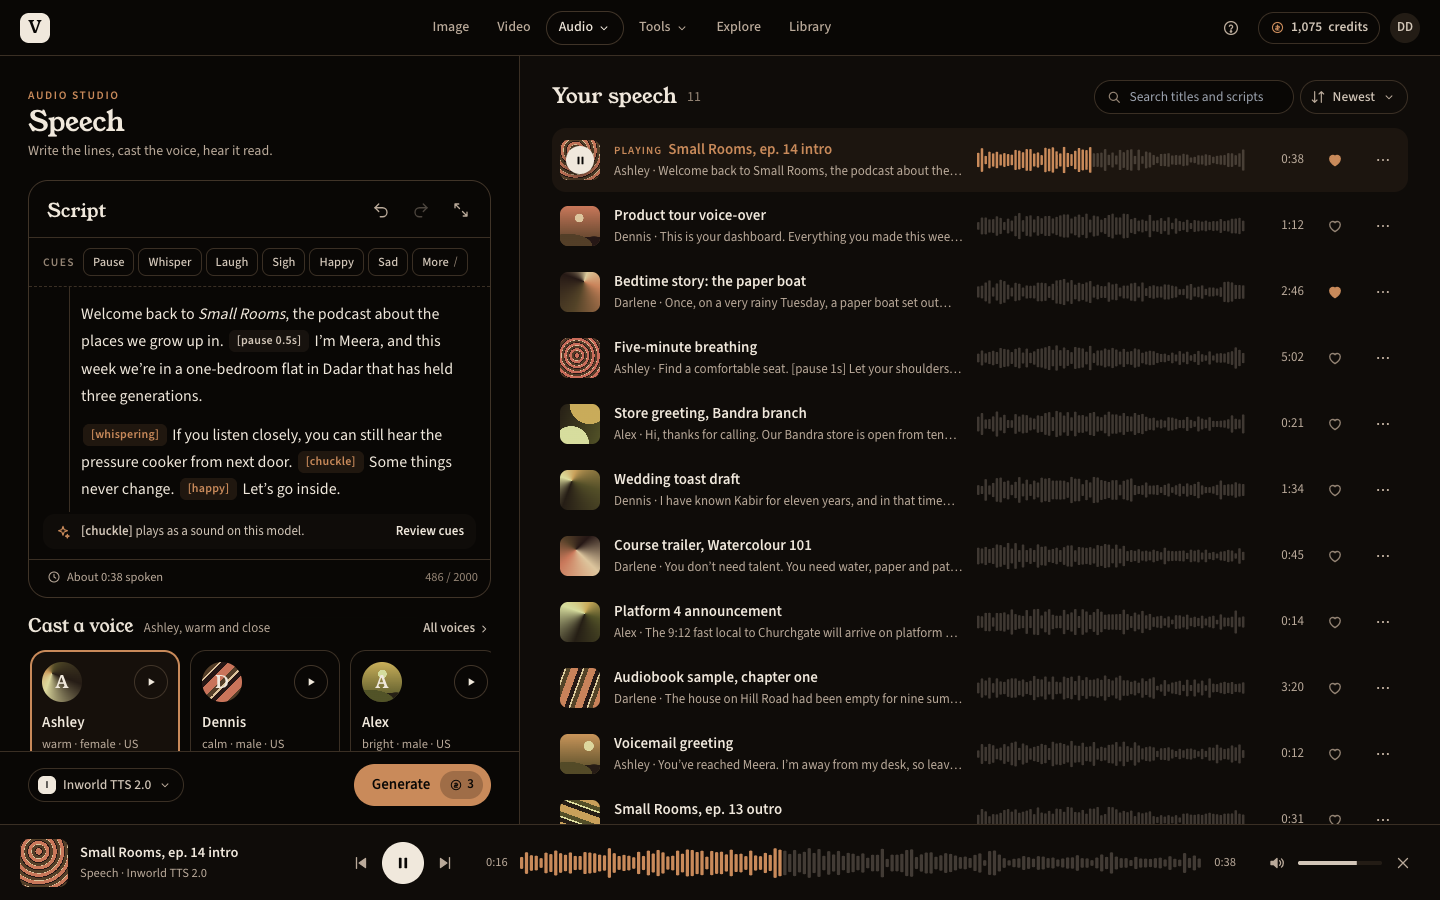 V
Image Video Audio Tools Explore Library
1,075 credits DD
AUDIO STUDIO
Speech
Write the lines, cast the voice, hear it read.
Script
CUES Pause Whisper Laugh Sigh Happy Sad More /
Welcome back to Small Rooms, the podcast about the
places we grow up in. [pause 0.5s] I’m Meera, and this
week we’re in a one-bedroom flat in Dadar that has held
three generations.
[whispering] If you listen closely, you can still hear the
pressure cooker from next door. [chuckle] Some things
never change. [happy] Let’s go inside.
[chuckle] plays as a sound on this model. Review cues
About 0:38 spoken 486 / 2000
Cast a voice Ashley, warm and close All voices
A D A
Ashley Dennis Alex
warm · female · US calm · male · US bright · male · US
I Inworld TTS 2.0 Generate 3
Your speech 11
Search titles and scripts Newest
PLAYING Small Rooms, ep. 14 intro
Ashley · Welcome back to Small Rooms, the podcast about the… 0:38
Product tour voice-over
Dennis · This is your dashboard. Everything you made this wee… 1:12
Bedtime story: the paper boat
Darlene · Once, on a very rainy Tuesday, a paper boat set out… 2:46
Five-minute breathing
Ashley · Find a comfortable seat. [pause 1s] Let your shoulders… 5:02
Store greeting, Bandra branch
Alex · Hi, thanks for calling. Our Bandra store is open from ten… 0:21
Wedding toast draft
Dennis · I have known Kabir for eleven years, and in that time… 1:34
Course trailer, Watercolour 101
Darlene · You don’t need talent. You need water, paper and pat… 0:45
Platform 4 announcement
Alex · The 9:12 fast local to Churchgate will arrive on platform … 0:14
Audiobook sample, chapter one
Darlene · The house on Hill Road had been empty for nine sum… 3:20
Voicemail greeting
Ashley · You’ve reached Meera. I’m away from my desk, so leav… 0:12
Small Rooms, ep. 13 outro
0:31
Small Rooms, ep. 14 intro
Speech · Inworld TTS 2.0
0:16 0:38